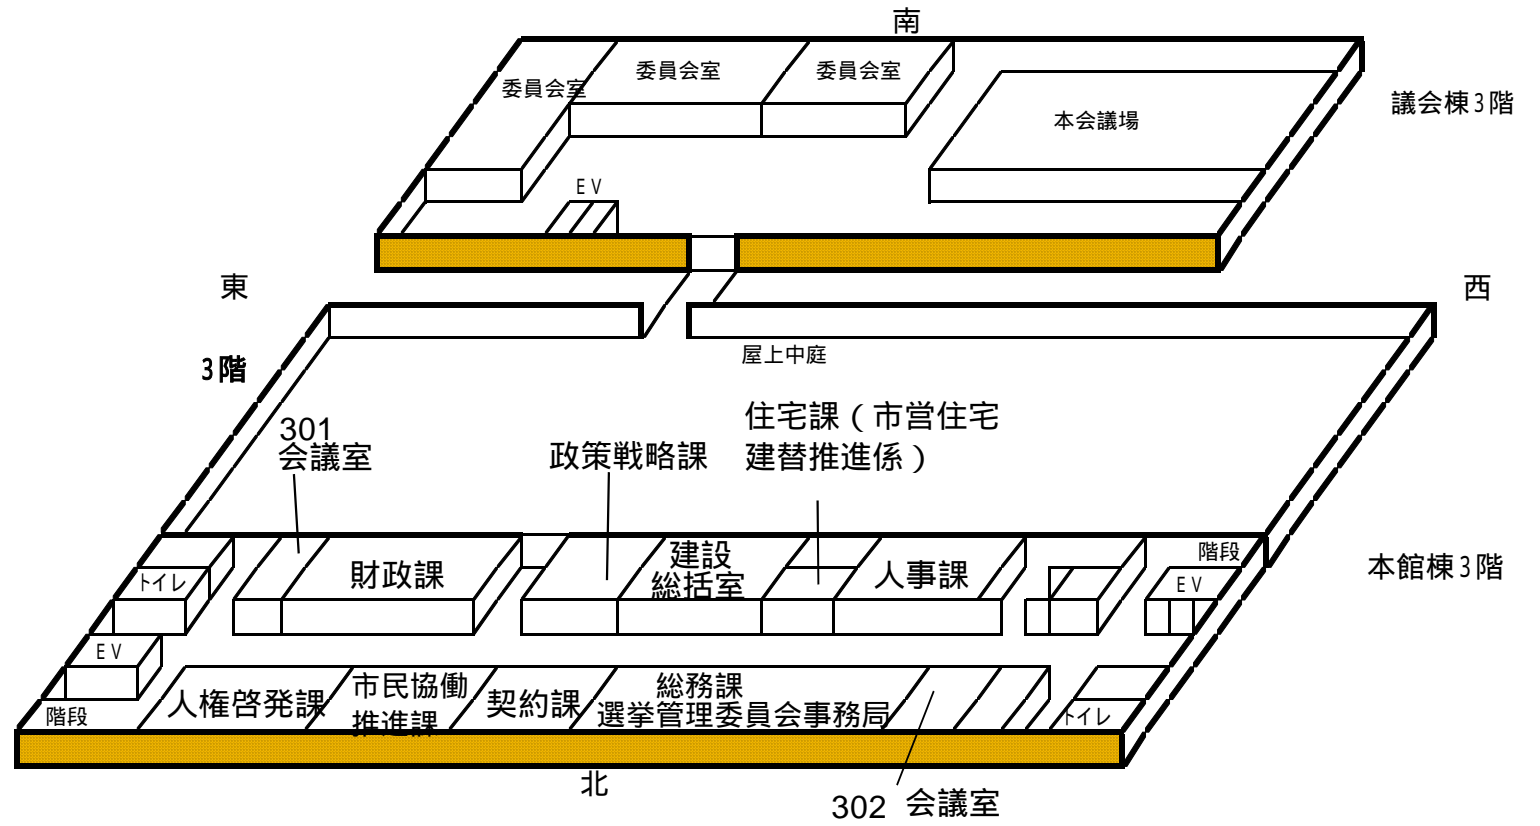 南
委員会室
委員会室
委員会室
議会棟3階
本会議場
EV
東
西
3階
屋上中庭
301
会議室
政策戦略課
住宅課（市営住宅
建替推進係）
トイレ
財政課
建設
総括室
人事課
階段
EV
本館棟3階
EV
階段
人権啓発課
市民協働
推進課
契約課
総務課
選挙管理委員会事務局
トイレ
北
302 会議室